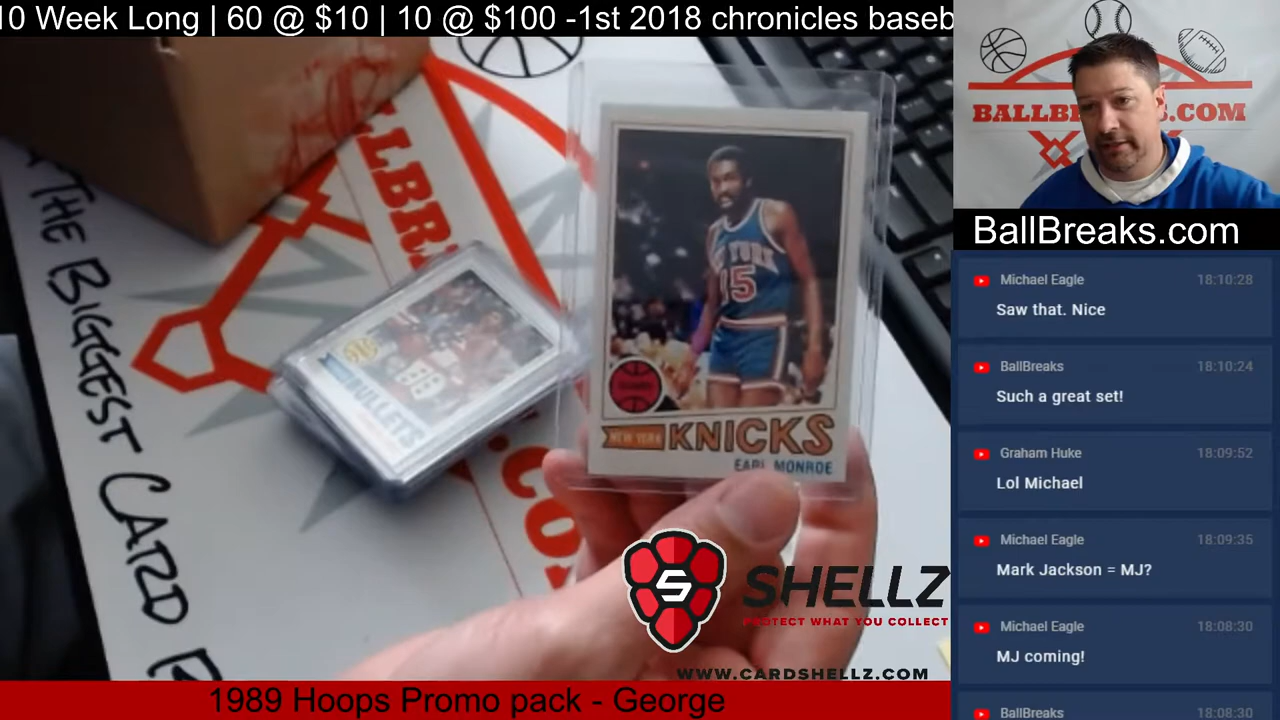 10 Week Long | 60 @ $10 | 10 @ $100 -1st 2018 chronicles baseb
BALLBREAKS.COM
BallBreaks.com
Michael Eagle 18:10:28
Saw that. Nice
BallBreaks 18:10:24
Such a great set!
Graham Huke 18:09:52
Lol Michael
Michael Eagle 18:09:35
Mark Jackson = MJ?
Michael Eagle 18:08:30
MJ coming!
BallBreaks 18:08:30
THE BIGGEST CARD
NEW YORK
15
NEW YORK KNICKS
EARL MONROE
BULLETS
S
SHELLZ
PROTECT WHAT YOU COLLECT
WWW.CARDSHELLZ.COM
1989 Hoops Promo pack - George